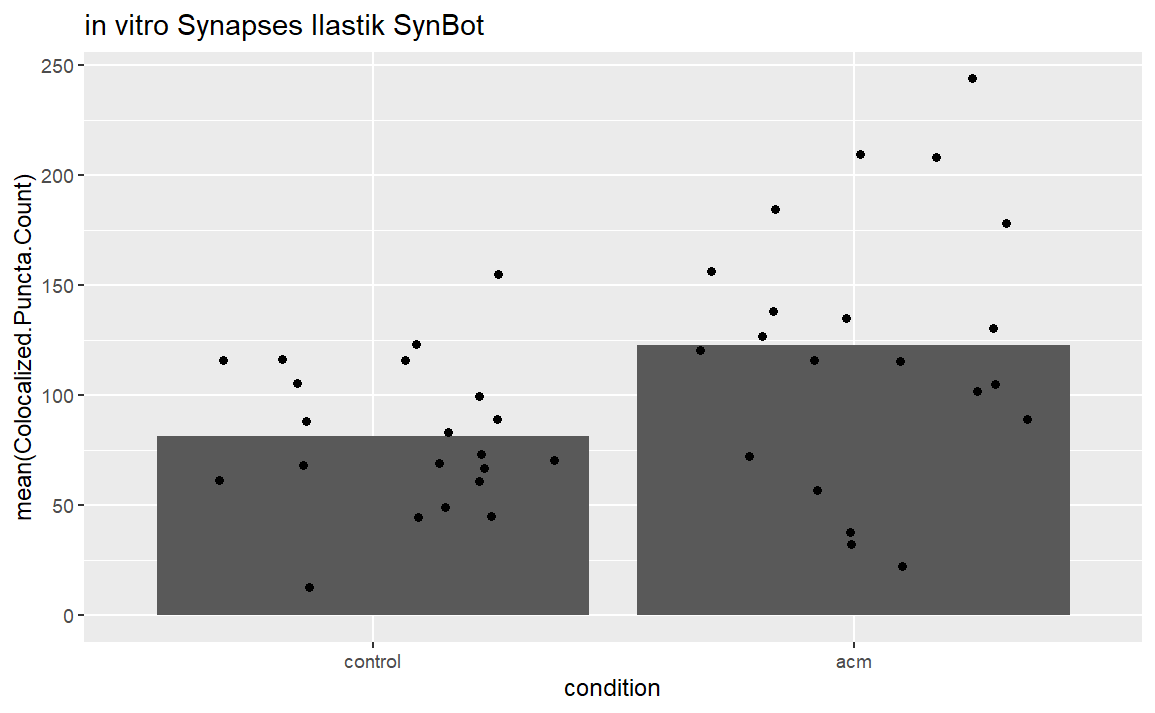 in vitro Synapses Ilastik SynBot
mean(Colocalized.Puncta.Count)
250
200
150
100
50
0
control
acm
condition